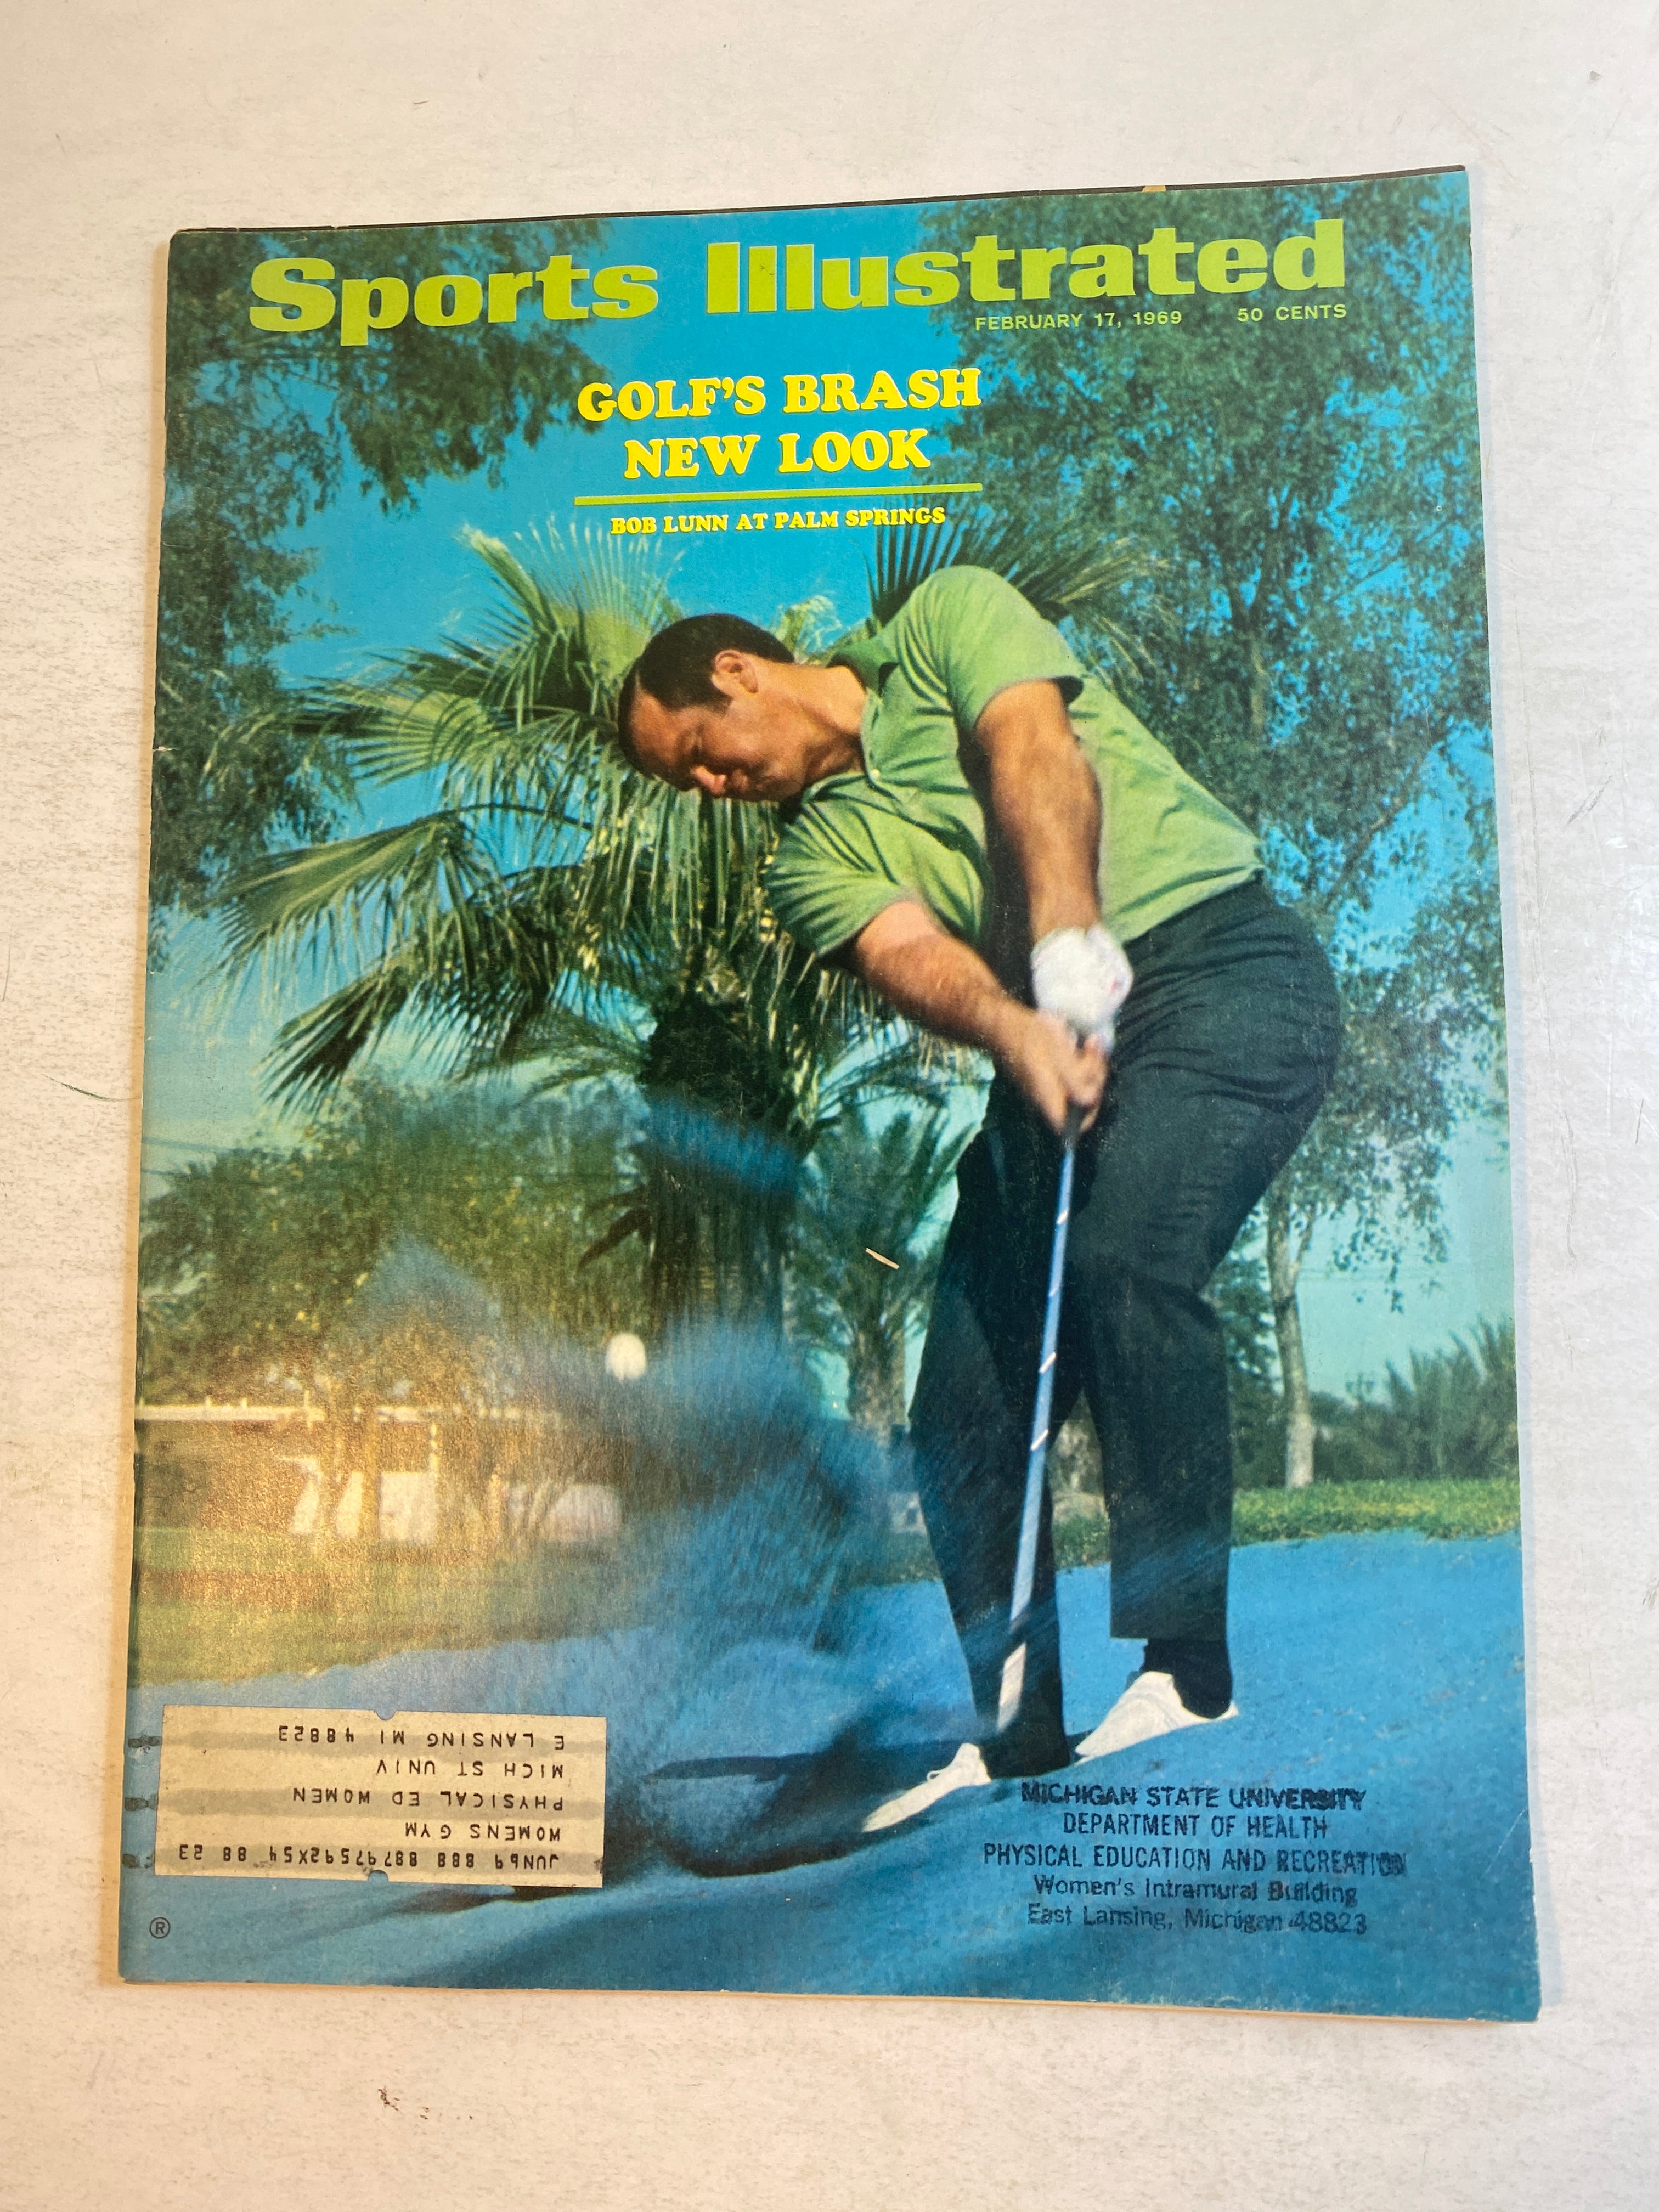 Sports Illustrated
FEBRUARY 17, 1969 50 CENTS
GOLF'S BRASH
NEW LOOK
BOB LUNN AT PALM SPRINGS
JUN69 888 88797592X54 88 23
WOMENS GYM
PHYSICAL ED WOMEN
MICH ST UNIV
E LANSING MI 48823
MICHIGAN STATE UNIVERSITY
DEPARTMENT OF HEALTH
PHYSICAL EDUCATION AND RECREATION
Women's Intramural Building
East Lansing, Michigan 48823
®